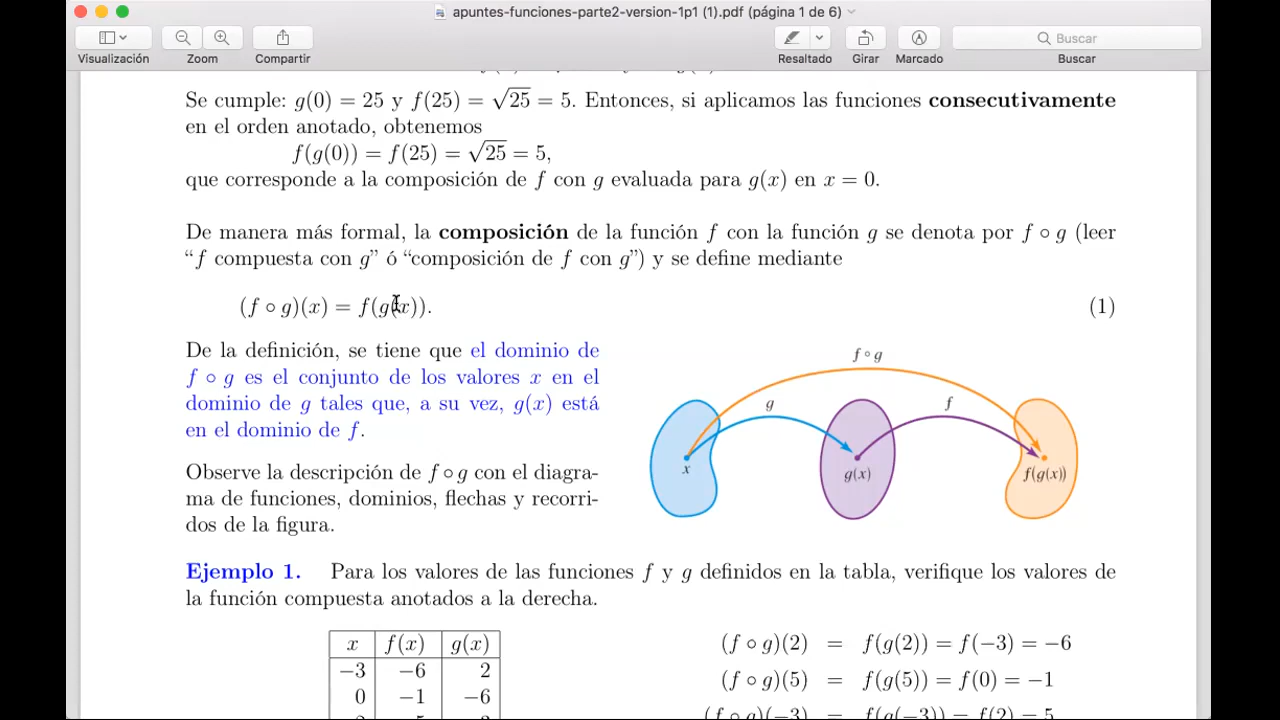 apuntes-funciones-parte2-version-1p1 (1).pdf (página 1 de 6)
Visualización Zoom Compartir Resaltado Girar Marcado Buscar Buscar
Se cumple: g(0) = 25 y f(25) = √25 = 5. Entonces, si aplicamos las funciones consecutivamente
en el orden anotado, obtenemos
f(g(0)) = f(25) = √25 = 5,
que corresponde a la composición de f con g evaluada para g(x) en x = 0.
De manera más formal, la composición de la función f con la función g se denota por f ∘ g (leer
“f compuesta con g” ó “composición de f con g”) y se define mediante
(f ∘ g)(x) = f(g(x)). (1)
De la definición, se tiene que el dominio de
f ∘ g es el conjunto de los valores x en el
dominio de g tales que, a su vez, g(x) está
en el dominio de f.
Observe la descripción de f ∘ g con el diagra-
ma de funciones, dominios, flechas y recorri-
dos de la figura.
f ∘ g
g f
x g(x) f(g(x))
Ejemplo 1. Para los valores de las funciones f y g definidos en la tabla, verifique los valores de
la función compuesta anotados a la derecha.
x f(x) g(x)
−3 −6 2
0 −1 −6
(f ∘ g)(2) = f(g(2)) = f(−3) = −6
(f ∘ g)(5) = f(g(5)) = f(0) = −1
(f ∘ g)(−3) = f(g(−3)) = f(2) = 5